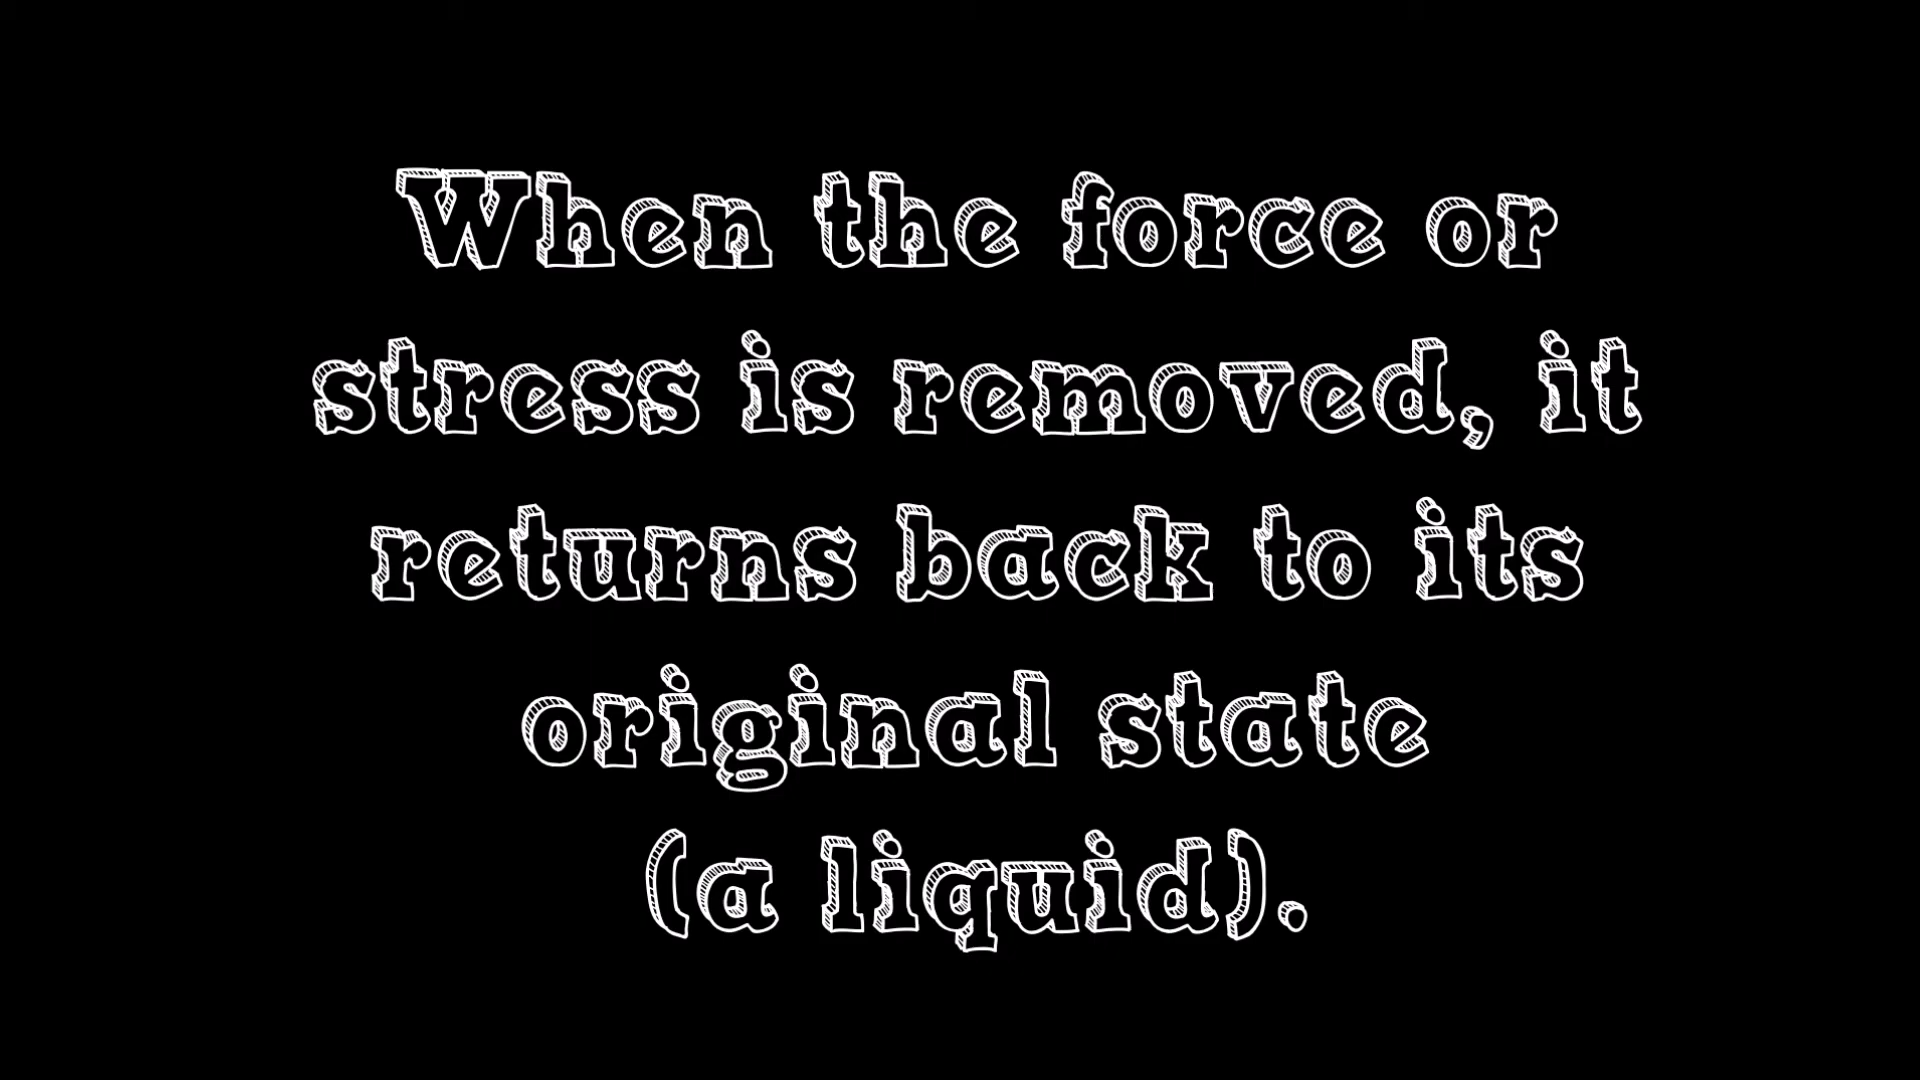 When the force or
stress is removed, it
returns back to its
original state
(a liquid).